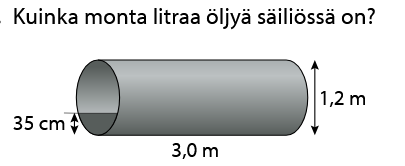 . Kuinka monta litraa öljyä säiliössä on?
1,2 m
35 cm
3,0 m